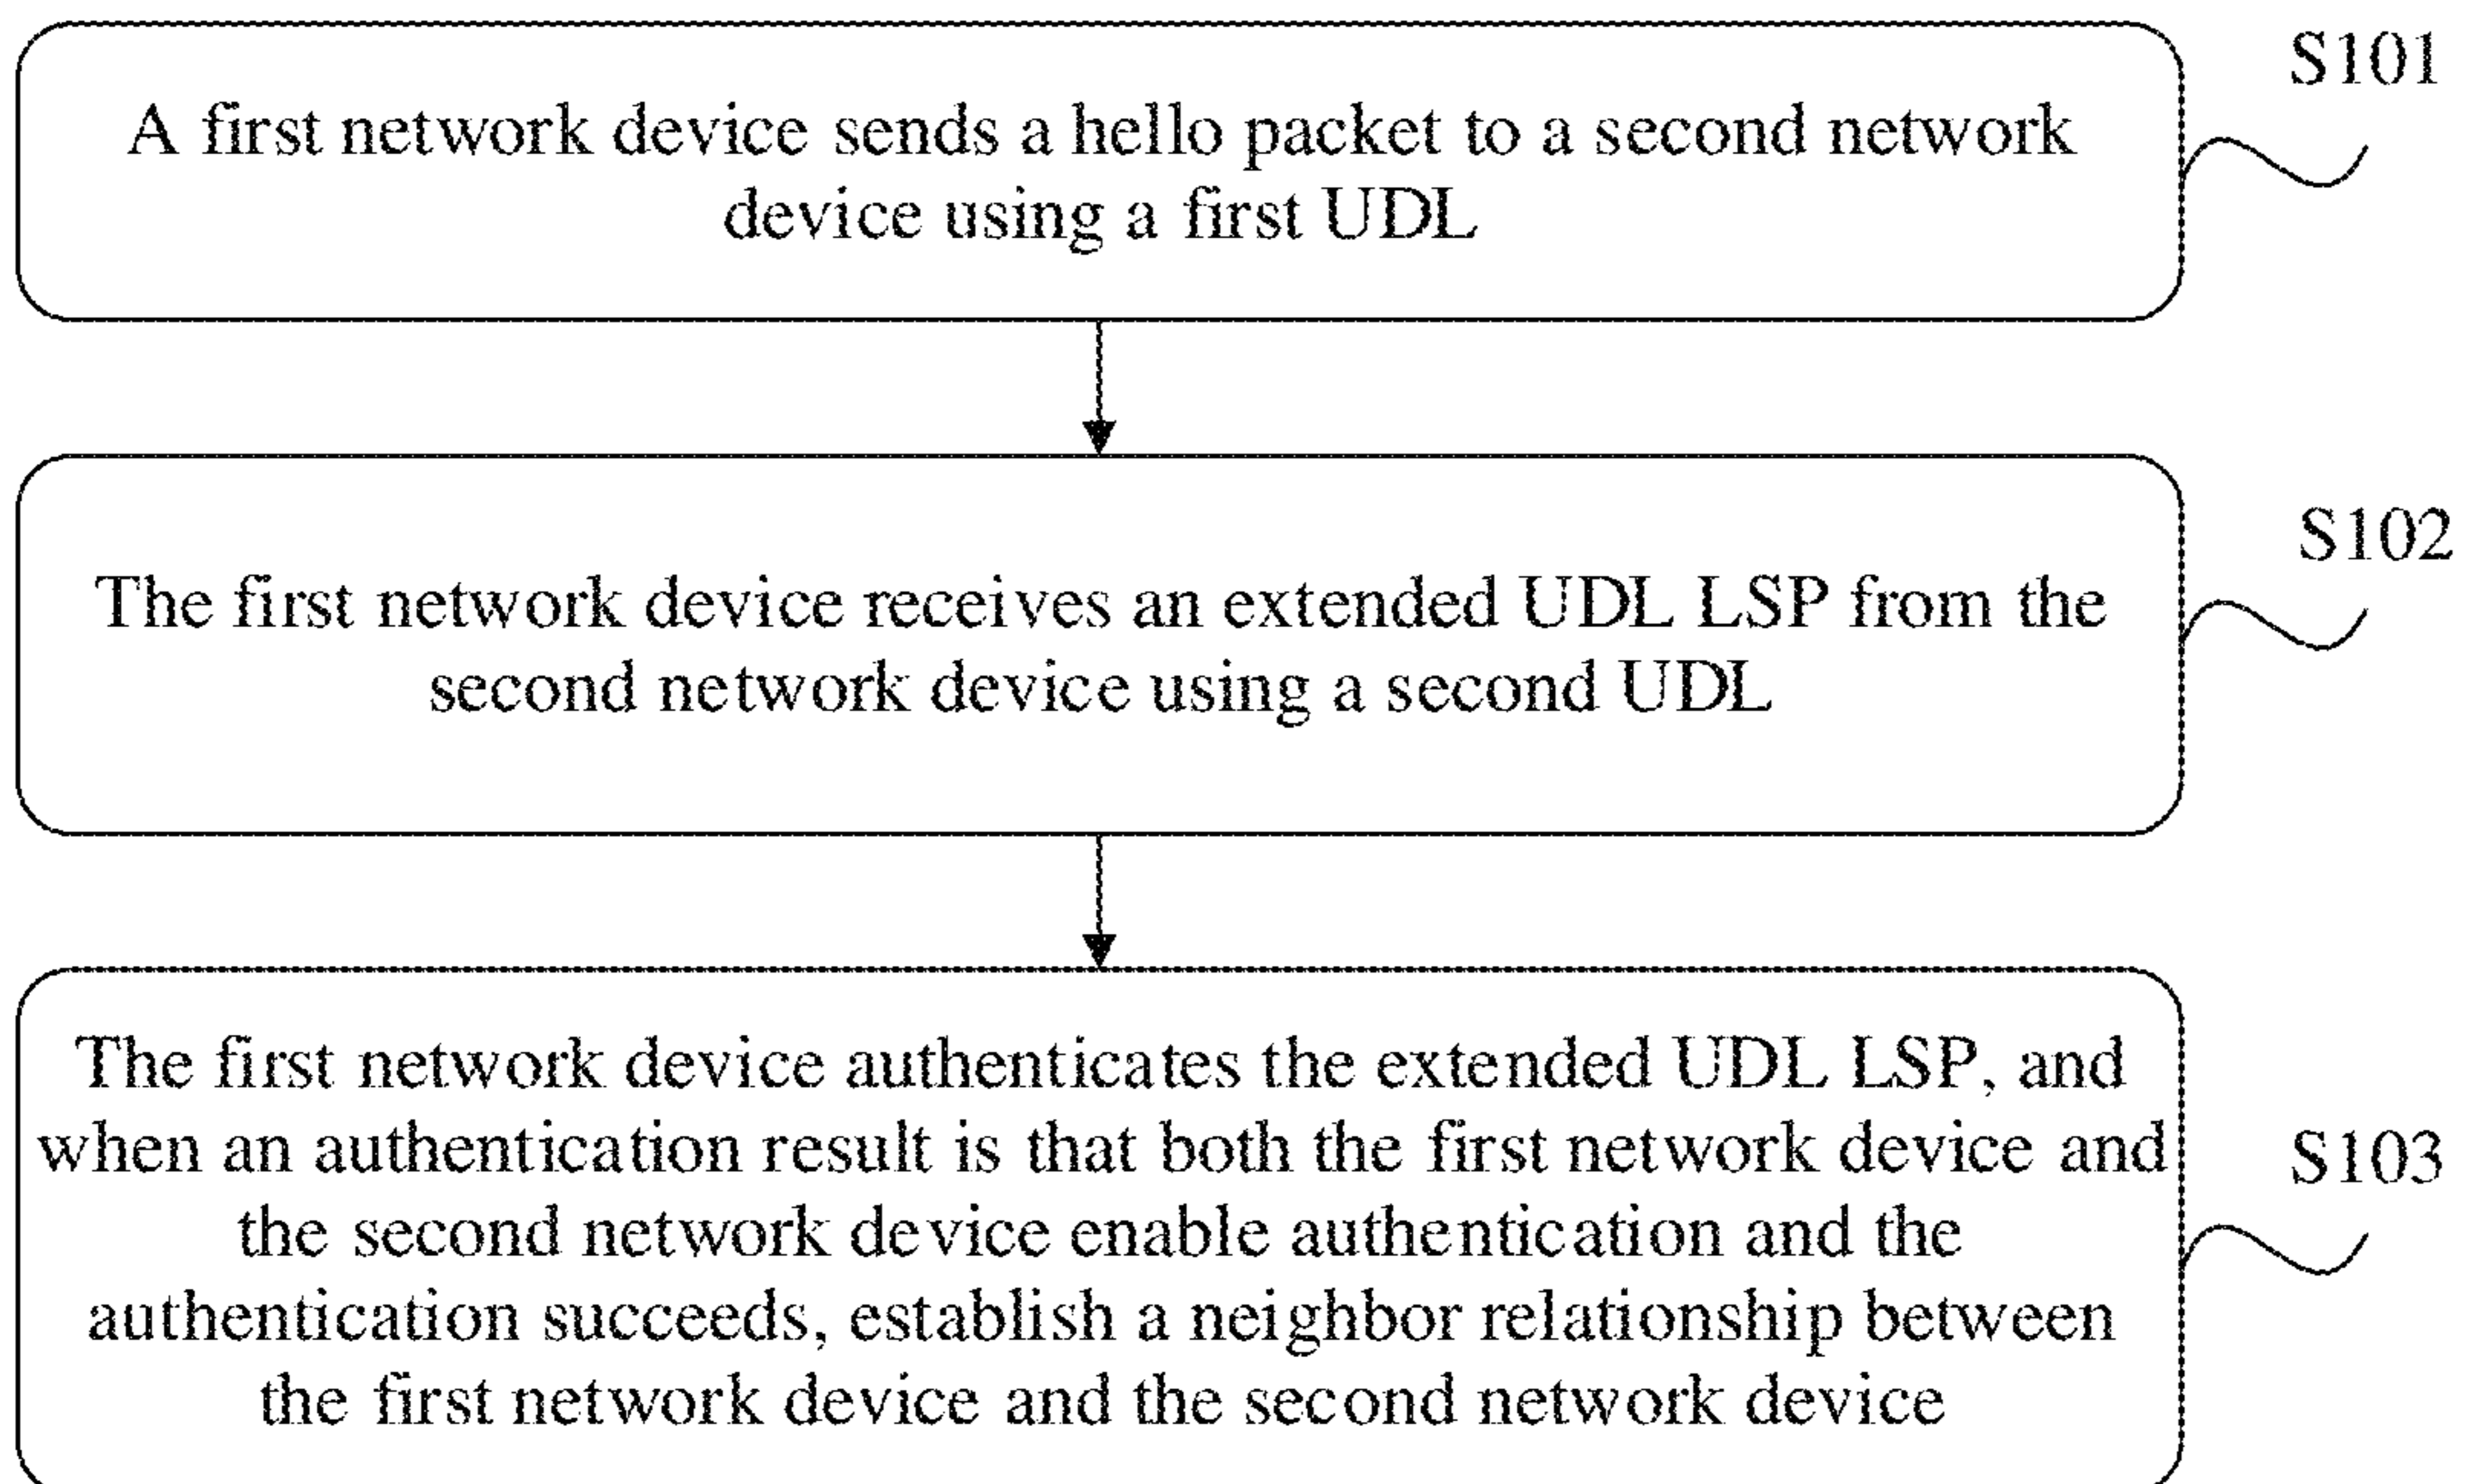 S101
A first network device sends a hello packet to a second network
device using a first UDL
S102
The first network device receives an extended UDL LSP from the
second network device using a second UDL
The first network device authenticates the extended UDL LSP, and
when an authentication result is that both the first network device and
S103
the second network device enable authentication and the
authentication succeeds, establish a neighbor relationship between
the first network device and the second network device